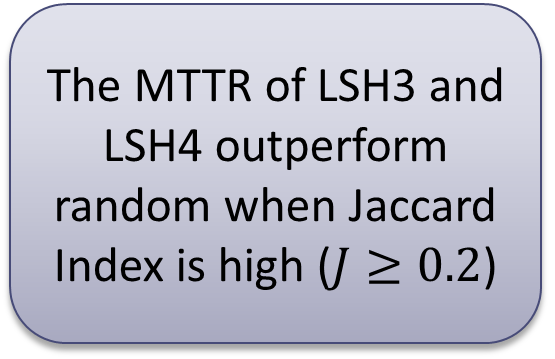 The MTTR of LSH3 and
LSH4 outperform
random when Jaccard
Index is high (𝐽 ≥ 0.2)